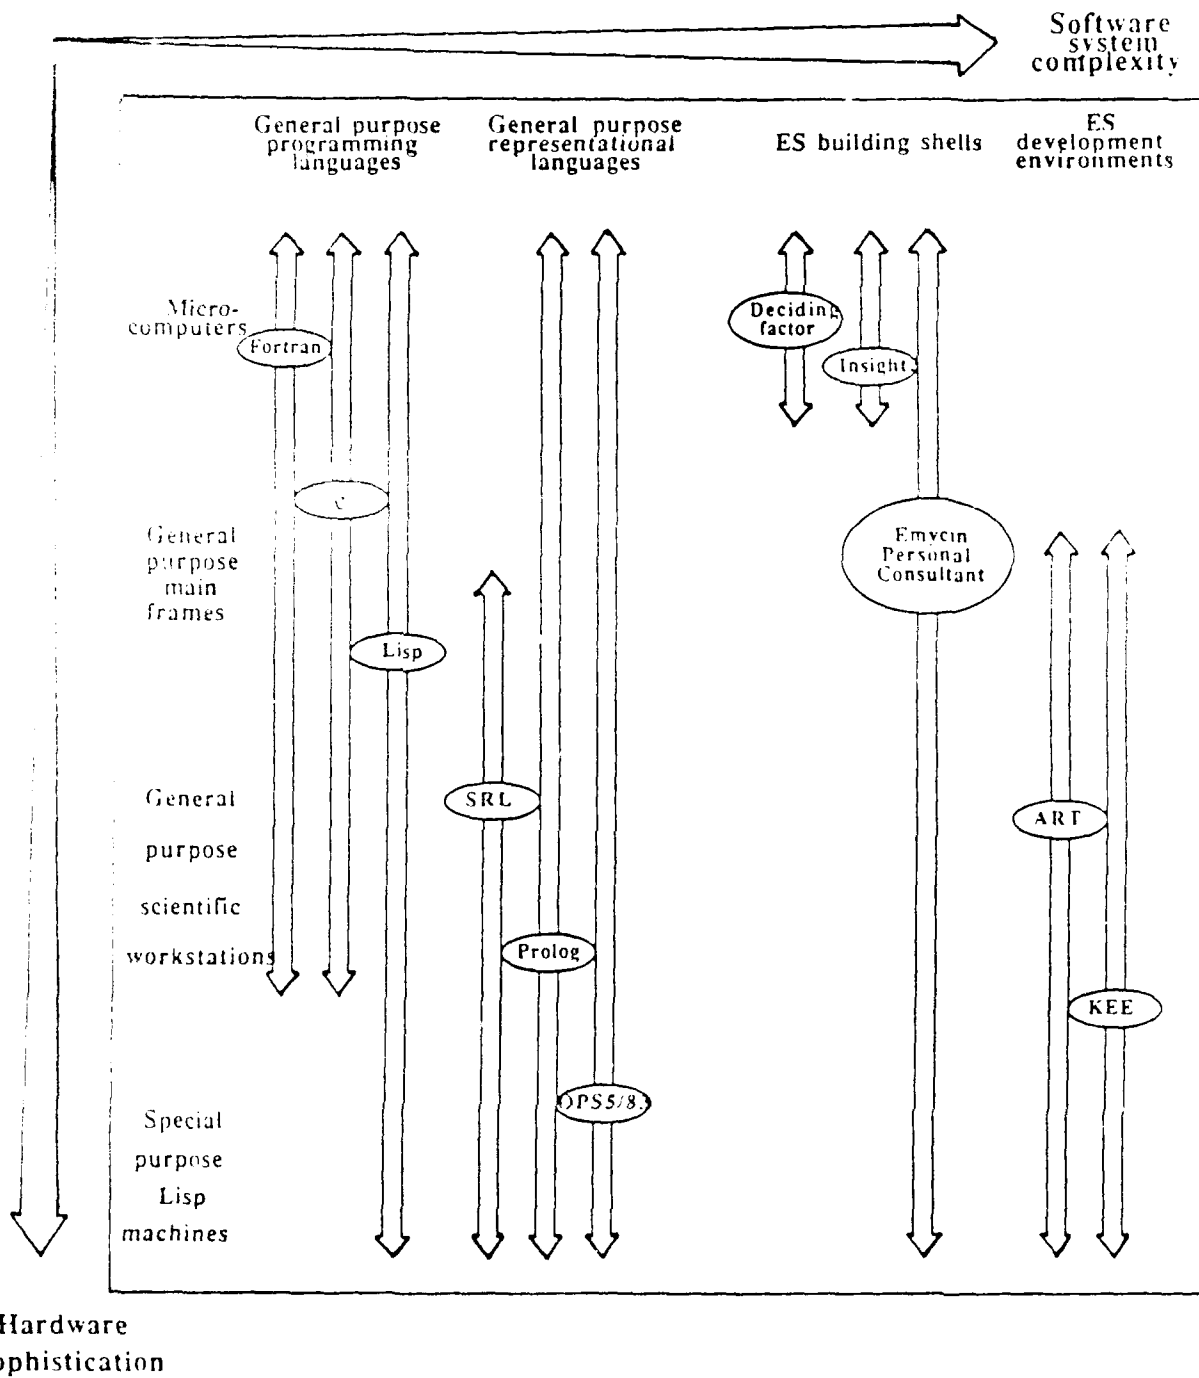 Software
system
complexity
General purpose
programming
languages
General purpose
representational
languages
ES building shells
ES
development
environments
Micro-
computers
Fortran
Deciding
factor
Insight
C
General
purpose
main
frames
Emycin
Personal
Consultant
Lisp
General
purpose
scientific
workstations
SRL
ART
Prolog
KEE
OPS5/8
Special
purpose
Lisp
machines
Hardware
ophistication